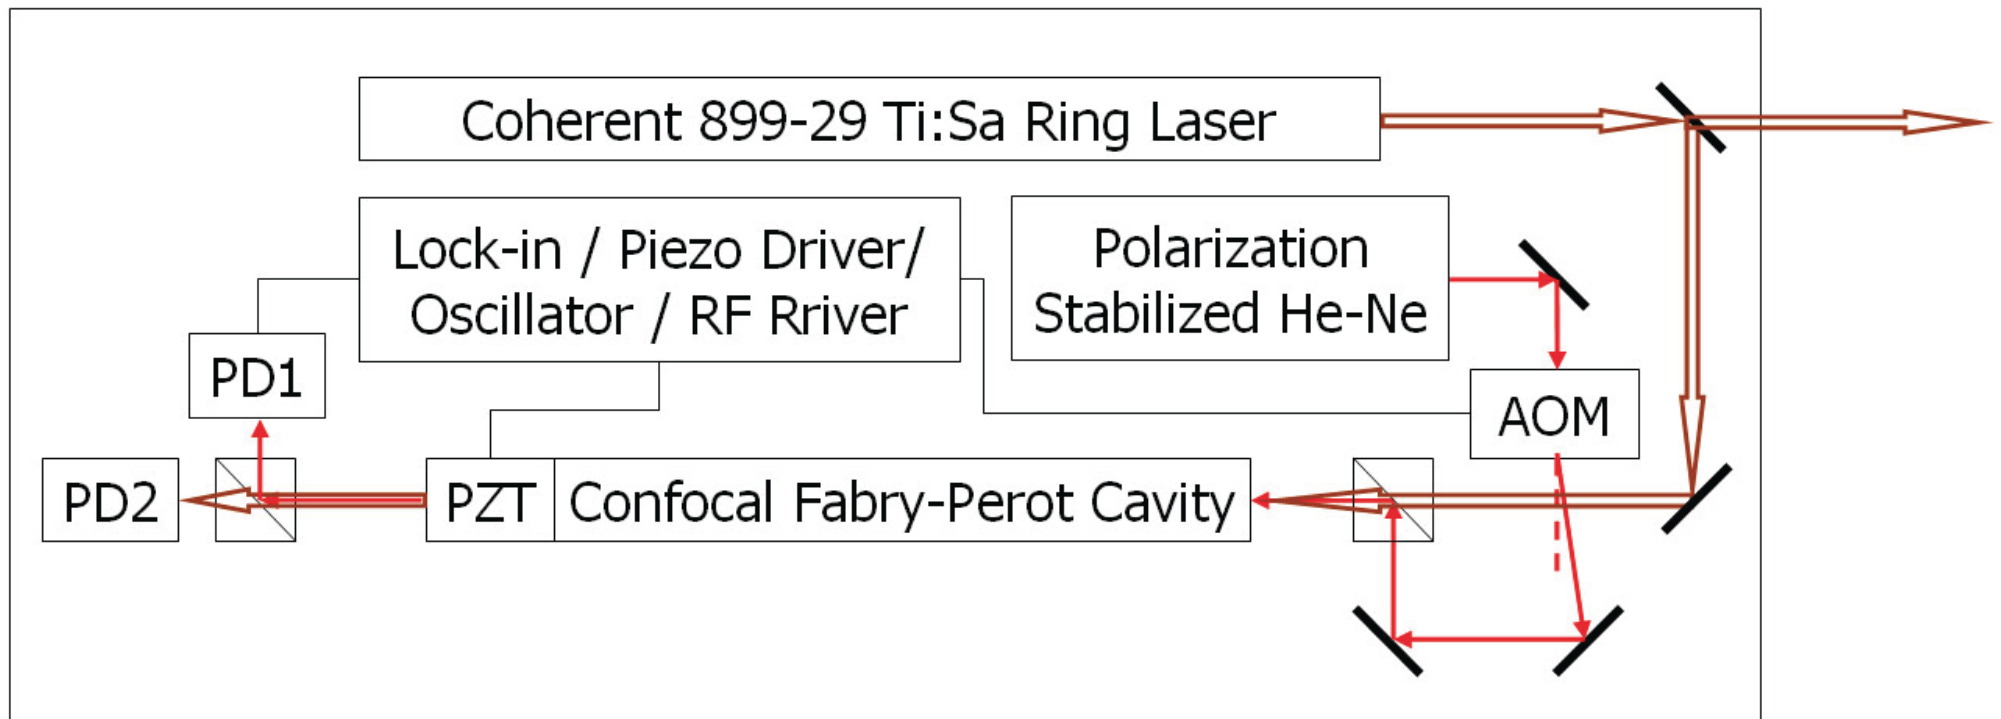 Coherent 899-29 Ti:Sa Ring Laser
Lock-in / Piezo Driver/
Oscillator / RF Rriver
Polarization
Stabilized He-Ne
PD1
AOM
PD2
PZT
Confocal Fabry-Perot Cavity